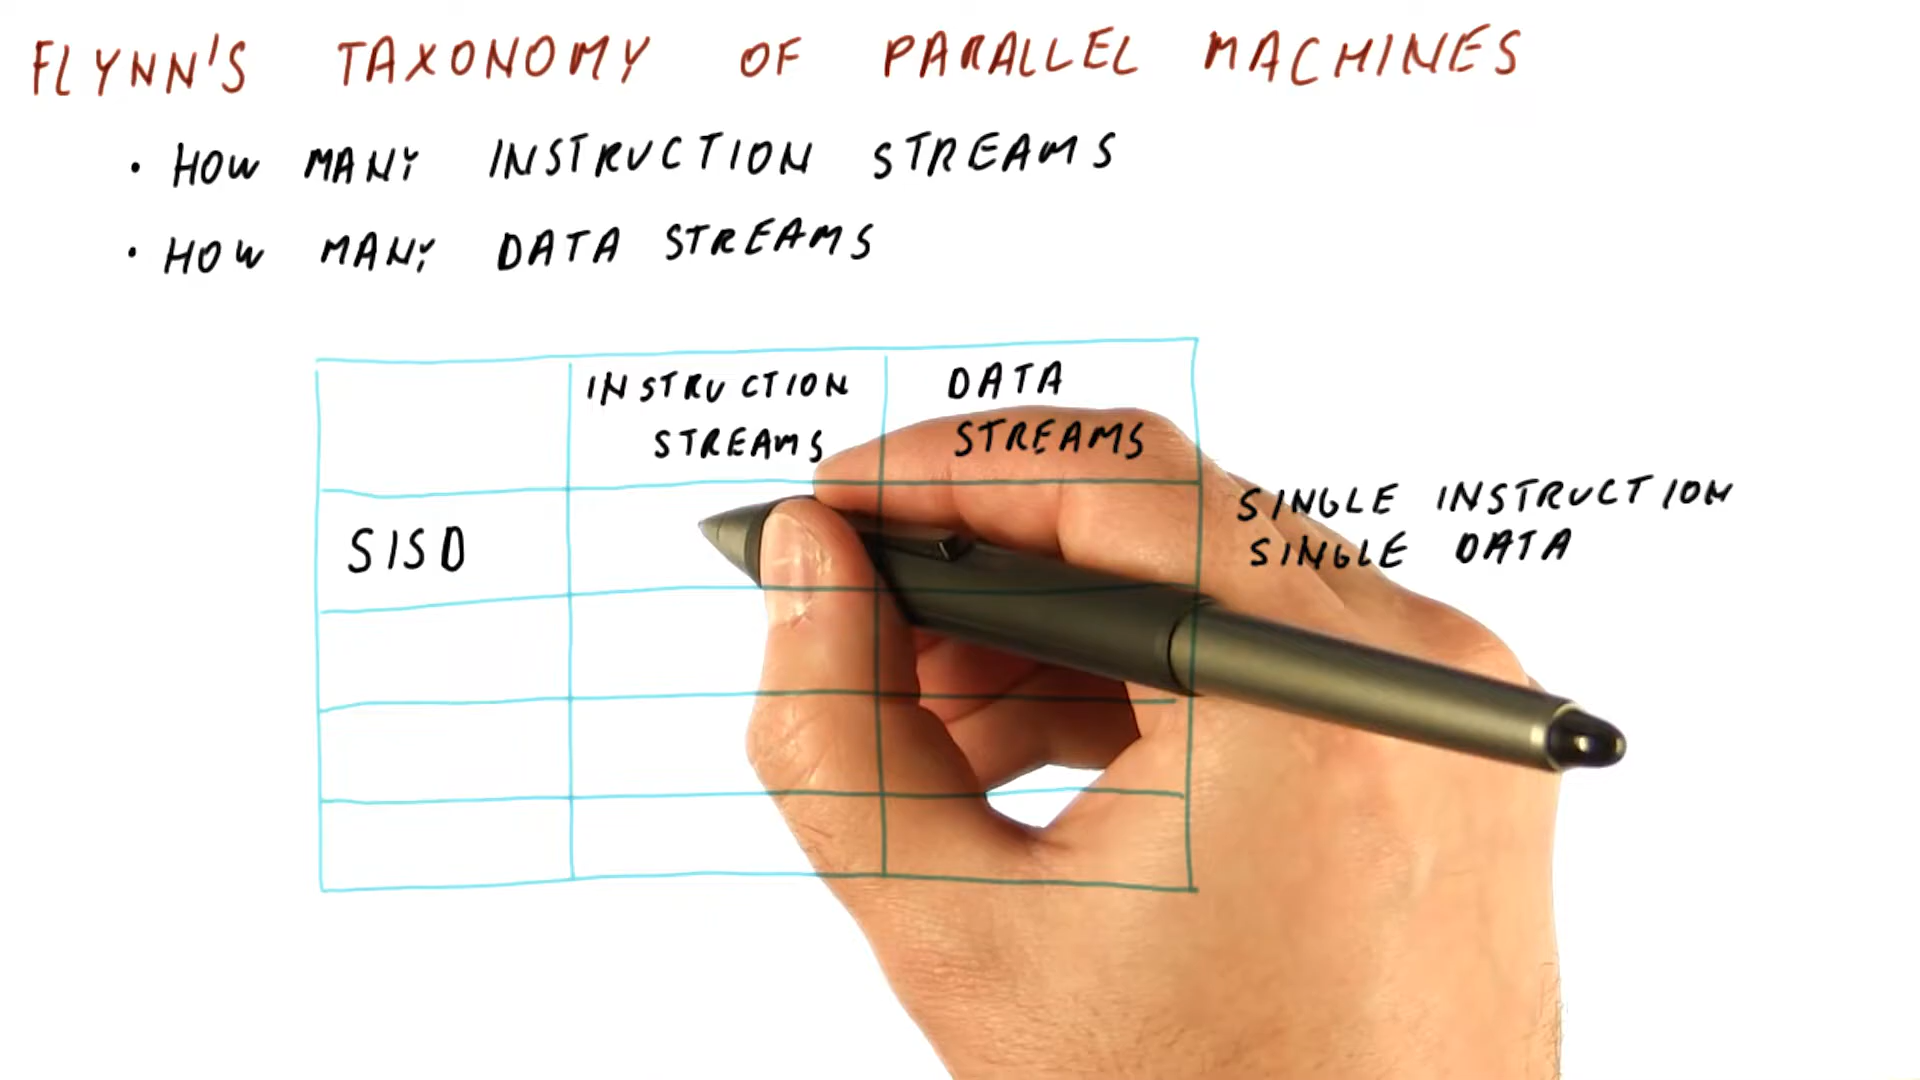 FLYNN'S TAXONOMY OF PARALLEL MACHINES
• HOW MANY INSTRUCTION STREAMS
• HOW MANY DATA STREAMS
INSTRUCTION STREAMS
DATA STREAMS
SISD
SINGLE INSTRUCTION
SINGLE DATA